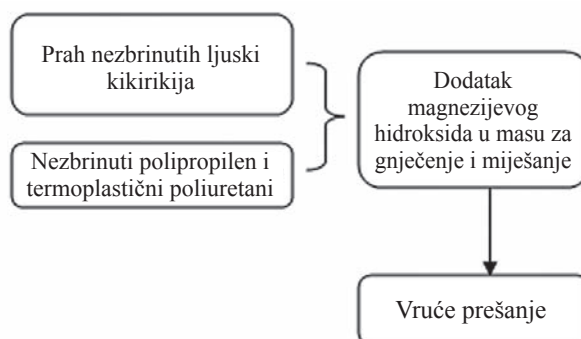 Prah nezbrinutih ljuski
kikirikija
Nezbrinuti polipropilen i
termoplastični poliuretani
Dodatak
magnezijevog
hidroksida u masu za
gnječenje i miješanje
Vruće prešanje